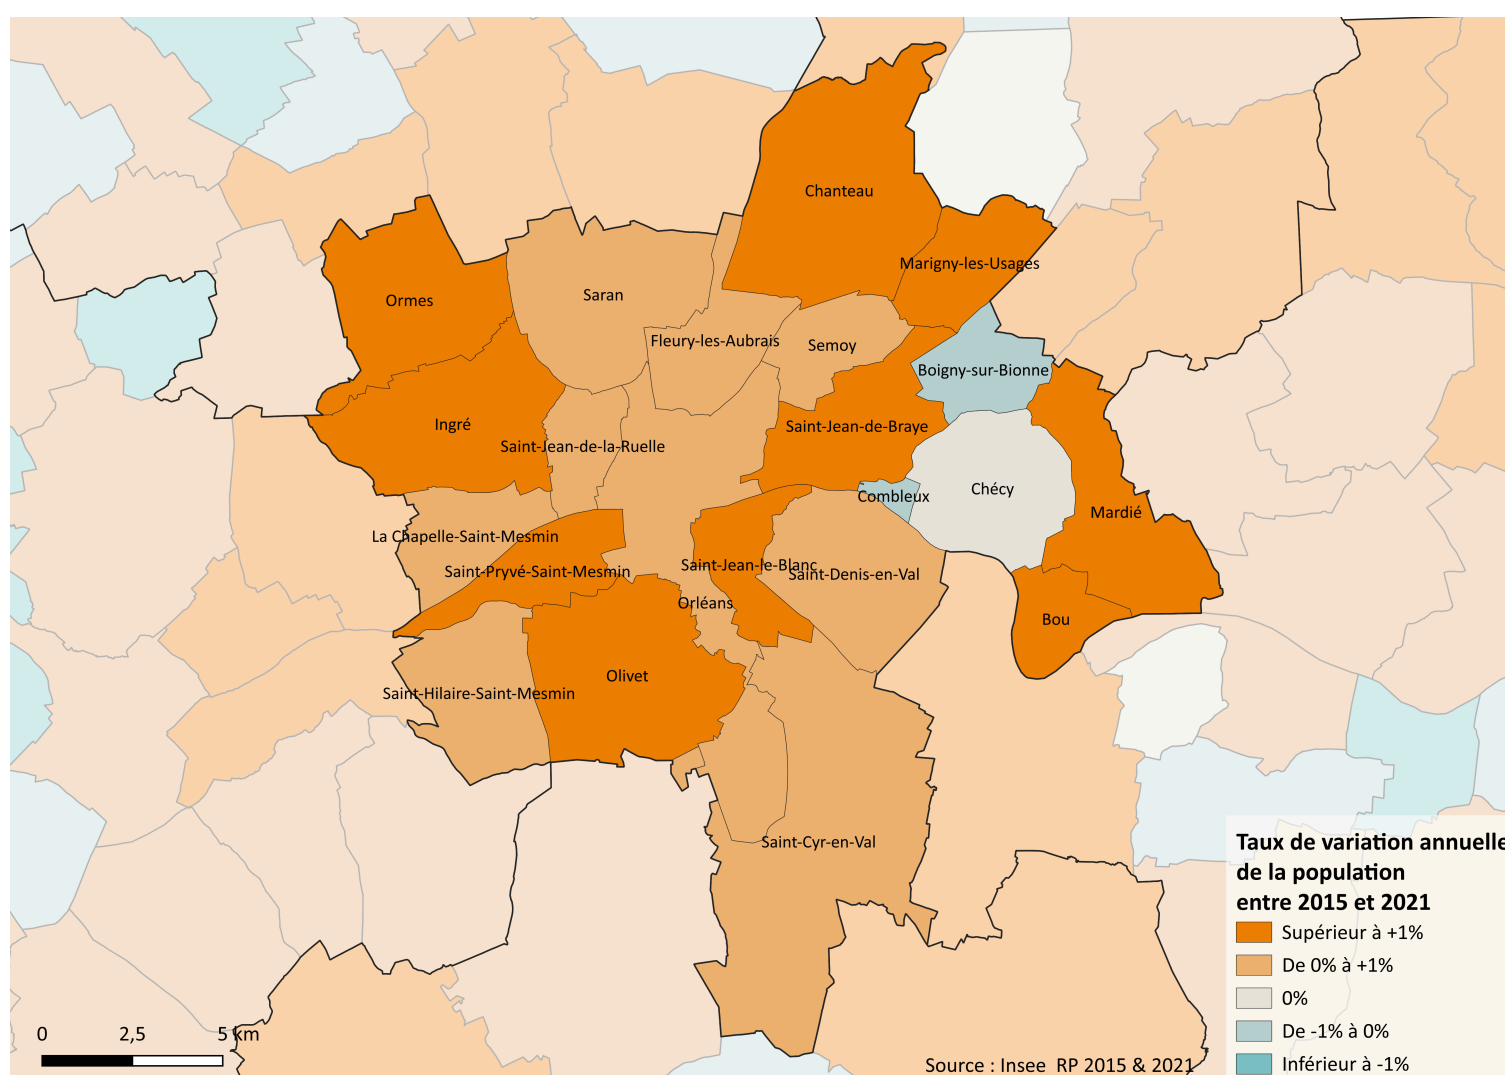 Chanteau
Marigny-les-Usages
Ormes
Saran
Fleury-les-Aubrais
Semoy
Boigny-sur-Bionne
Ingré
Saint-Jean-de-Braye
Saint-Jean-de-la-Ruelle
Combleux
Chécy
Mardié
La Chapelle-Saint-Mesmin
Saint-Pryvé-Saint-Mesmin
Saint-Jean-le-Blanc
Saint-Denis-en-Val
Orléans
Bou
Olivet
Saint-Hilaire-Saint-Mesmin
Saint-Cyr-en-Val
Taux de variation annuelle
de la population
entre 2015 et 2021
Supérieur à +1%
De 0% à +1%
0%
De -1% à 0%
Inférieur à -1%
0 2,5 5 km
Source : Insee RP 2015 & 2021